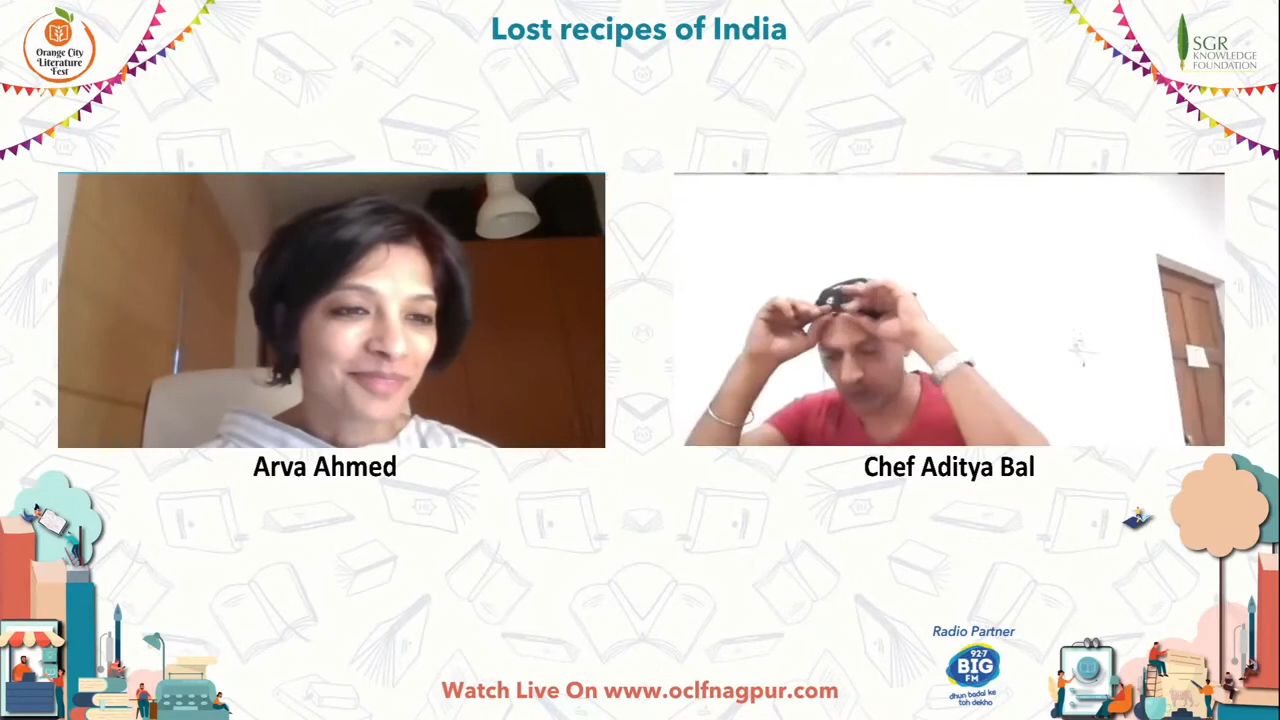 Orange City
Literature
Fest
Lost recipes of India
SGR
KNOWLEDGE
FOUNDATION
Arva Ahmed
Chef Aditya Bal
Radio Partner
92.7
BIG
FM
dhun badal ke
toh dekho
Watch Live On www.oclfnagpur.com